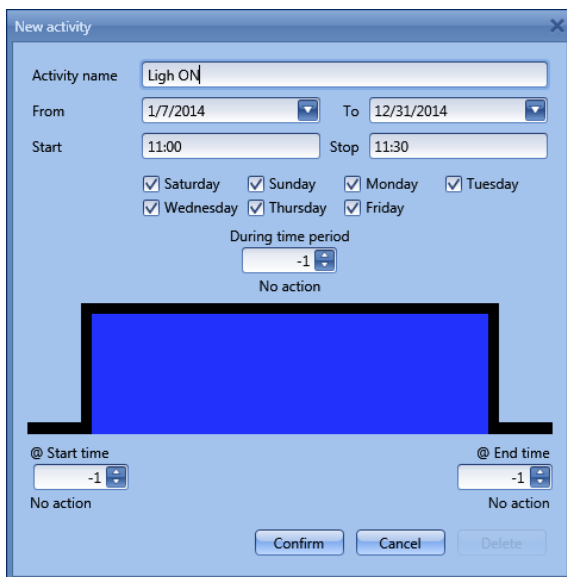 New activity
Activity name Ligh ON
From 1/7/2014 To 12/31/2014
Start 11:00 Stop 11:30
Saturday Sunday Monday Tuesday
Wednesday Thursday Friday
During time period
-1
No action
@ Start time @ End time
-1 -1
No action No action
Confirm Cancel Delete